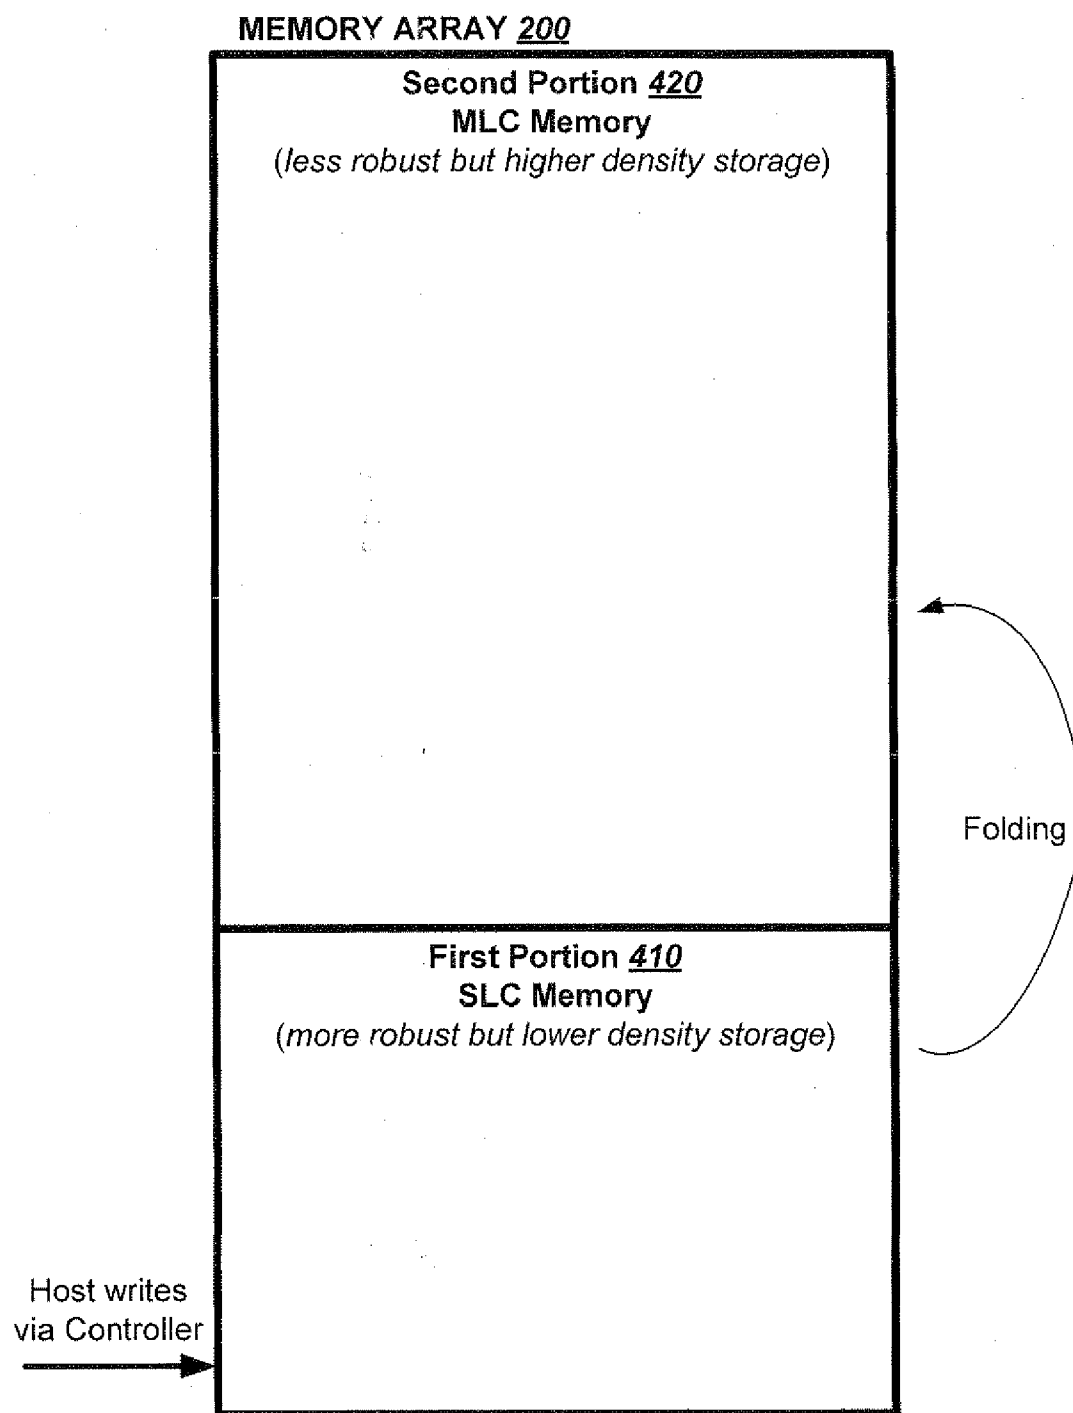 MEMORY ARRAY 200
Second Portion 420
MLC Memory
(less robust but higher density storage)
Folding
First Portion 410
SLC Memory
(more robust but lower density storage)
Host writes
via Controller